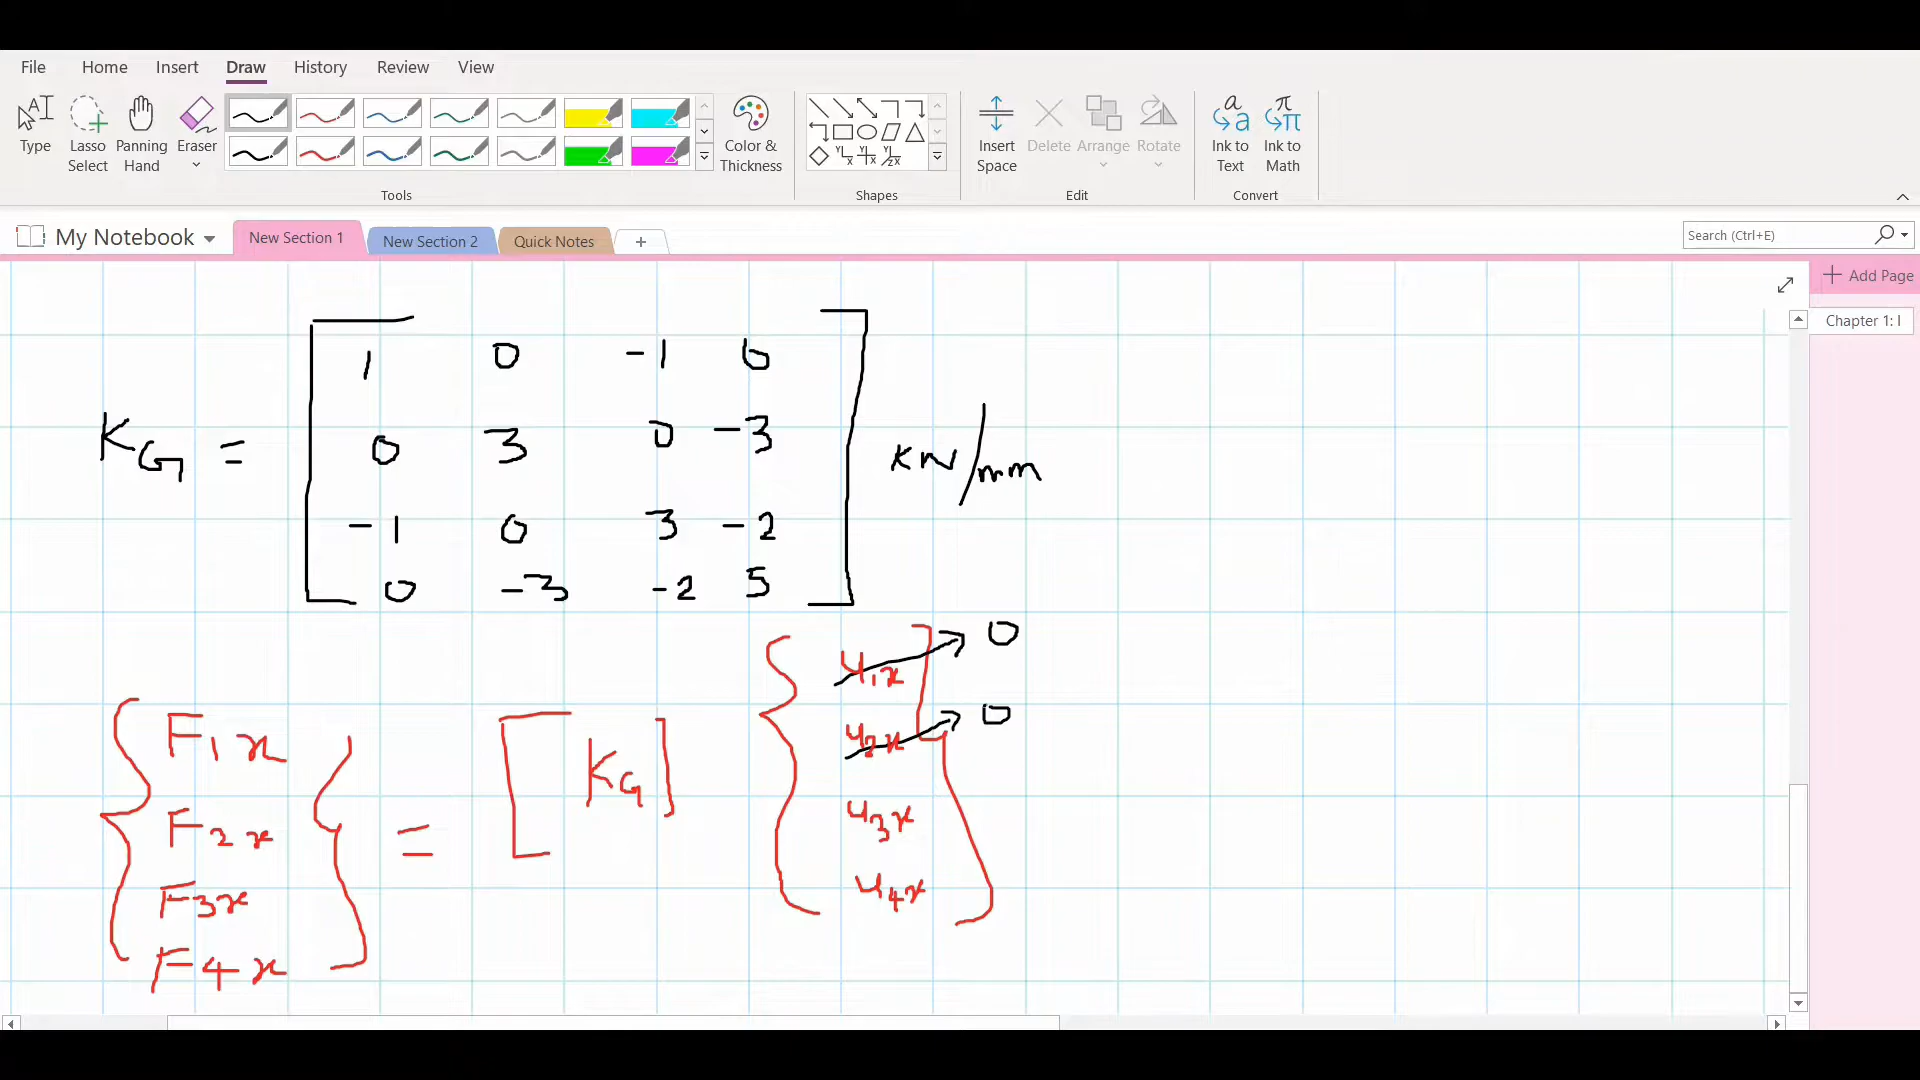 File Home Insert Draw History Review View
Type
Lasso Select
Panning Hand
Eraser
Color & Thickness
Insert Space
Delete
Arrange
Rotate
Ink to Text
Ink to Math
Tools
Shapes
Edit
Convert
My Notebook
New Section 1
New Section 2
Quick Notes
+
Search (Ctrl+E)
+ Add Page
Chapter 1: I
1 0 -1 0
0 3 0 -3
-1 0 3 -2
0 -3 -2 5
KG =
KN/mm
F1x
F2x
F3x
F4x
=
[KG]
u1x → 0
u2x → 0
u3x
u4x